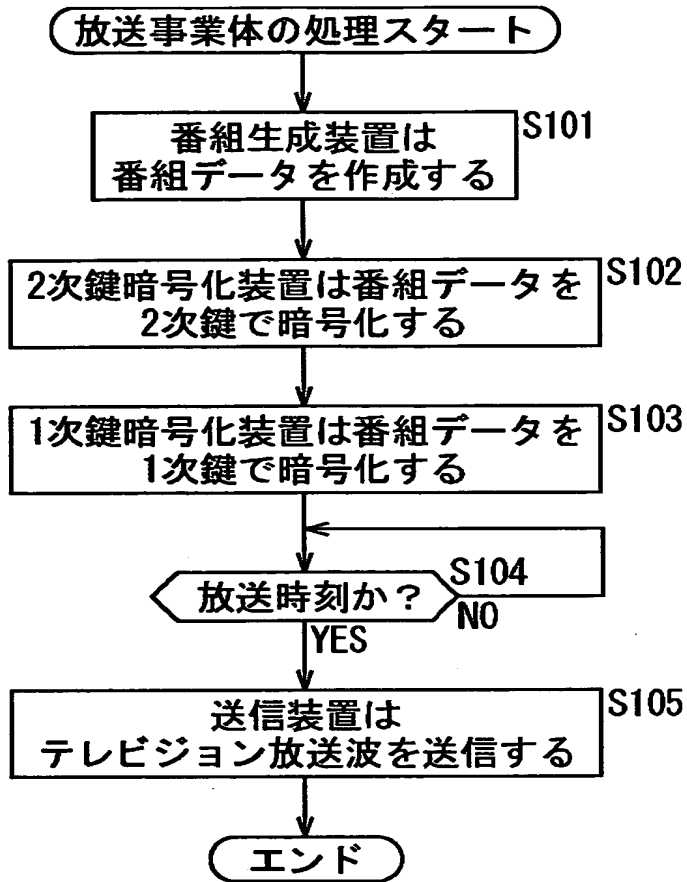 放送事業体の処理スタート
番組生成装置は
番組データを作成する
S101
2次鍵暗号化装置は番組データを
2次鍵で暗号化する
S102
1次鍵暗号化装置は番組データを
1次鍵で暗号化する
S103
放送時刻か?
S104
NO
YES
送信装置は
テレビジョン放送波を送信する
S105
エンド